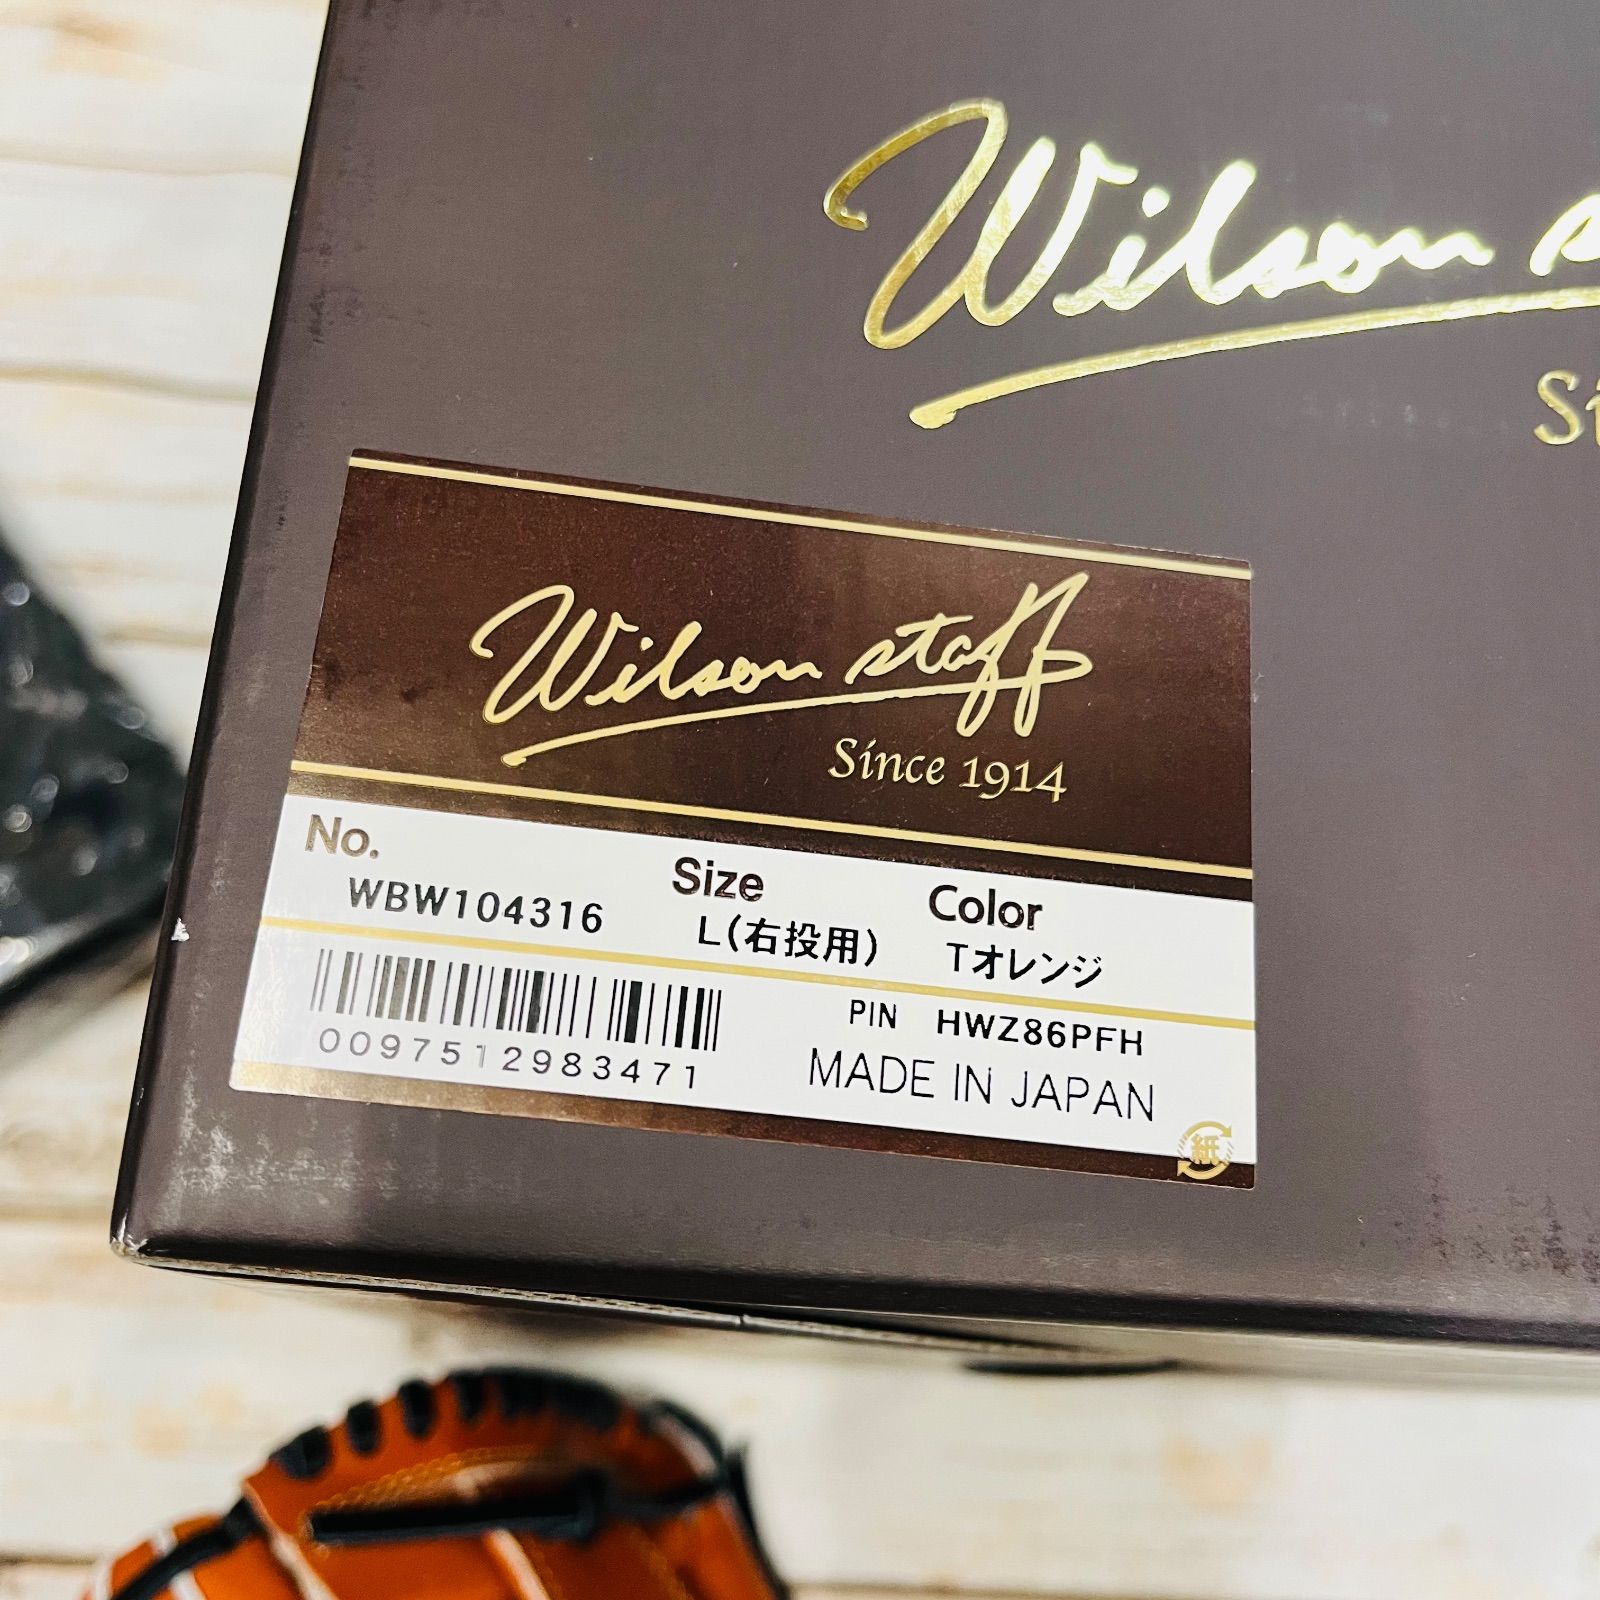 Wilson
Wilson staff
Since 1914
No. Size Color
WBW104316 L(右投用) Tオレンジ
PIN HWZ86PFH
0097512983471
MADE IN JAPAN
紙